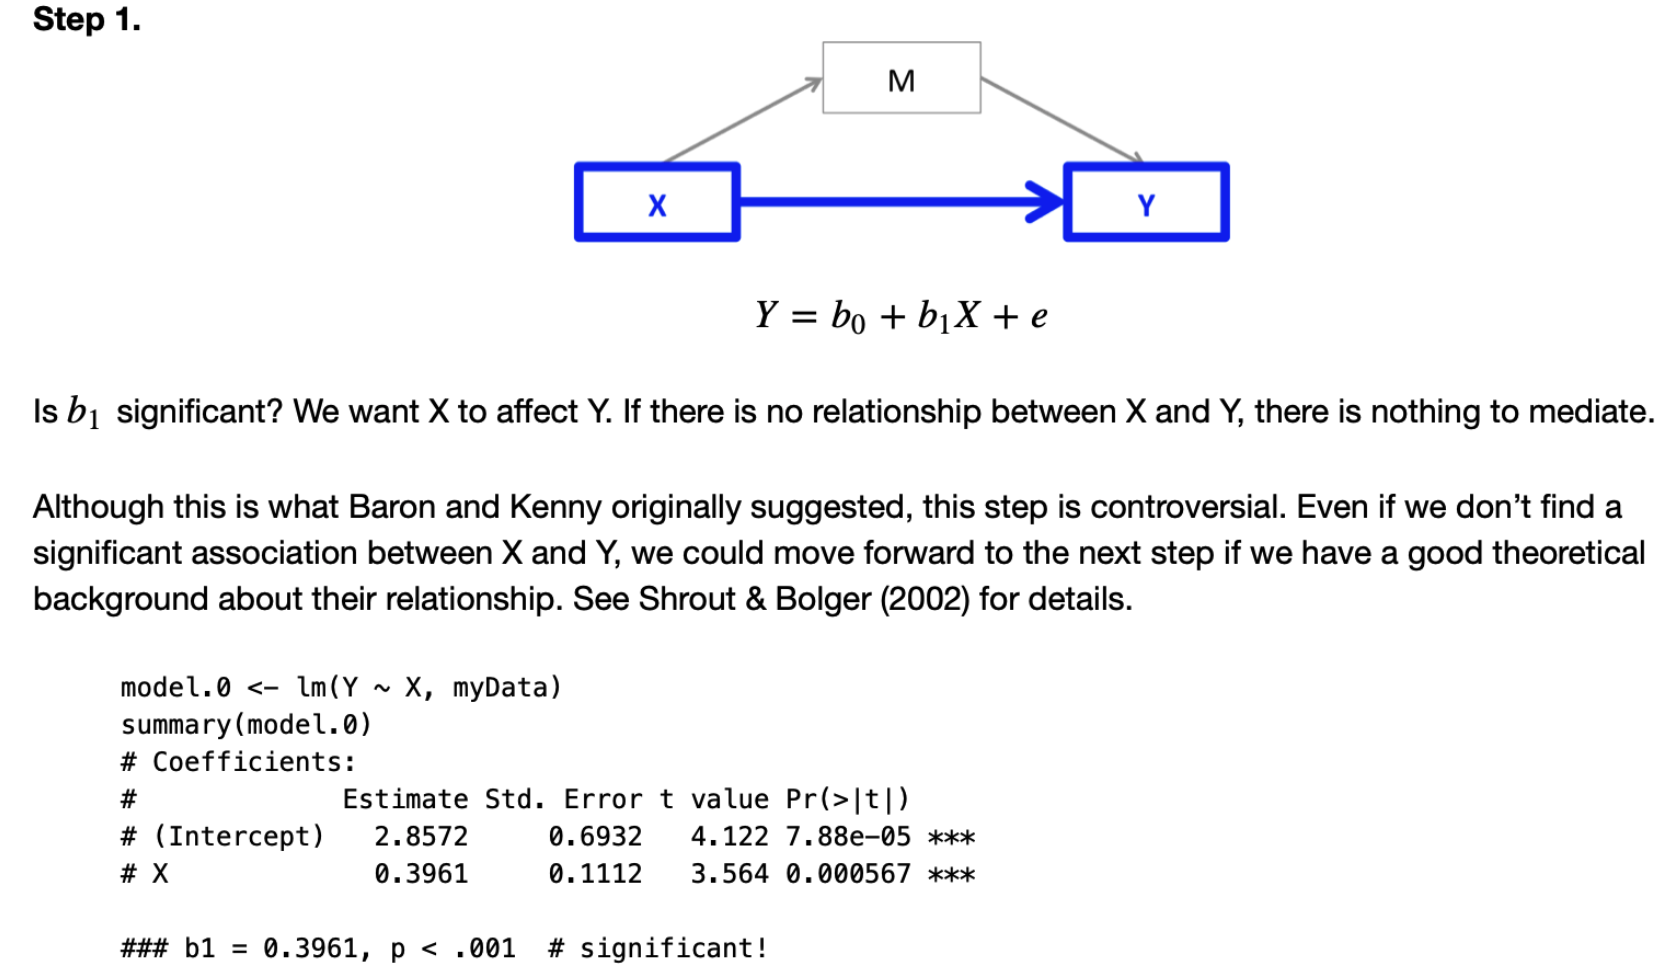 Step 1.
M
X
Y
Y = b₀ + b₁X + e
Is b₁ significant? We want X to affect Y. If there is no relationship between X and Y, there is nothing to mediate.
Although this is what Baron and Kenny originally suggested, this step is controversial. Even if we don’t find a
significant association between X and Y, we could move forward to the next step if we have a good theoretical
background about their relationship. See Shrout & Bolger (2002) for details.
model.0 <- lm(Y ~ X, myData)
summary(model.0)
# Coefficients:
#             Estimate Std. Error t value Pr(>|t|)
# (Intercept)   2.8572     0.6932   4.122 7.88e-05 ***
# X             0.3961     0.1112   3.564 0.000567 ***
### b1 = 0.3961, p < .001  # significant!